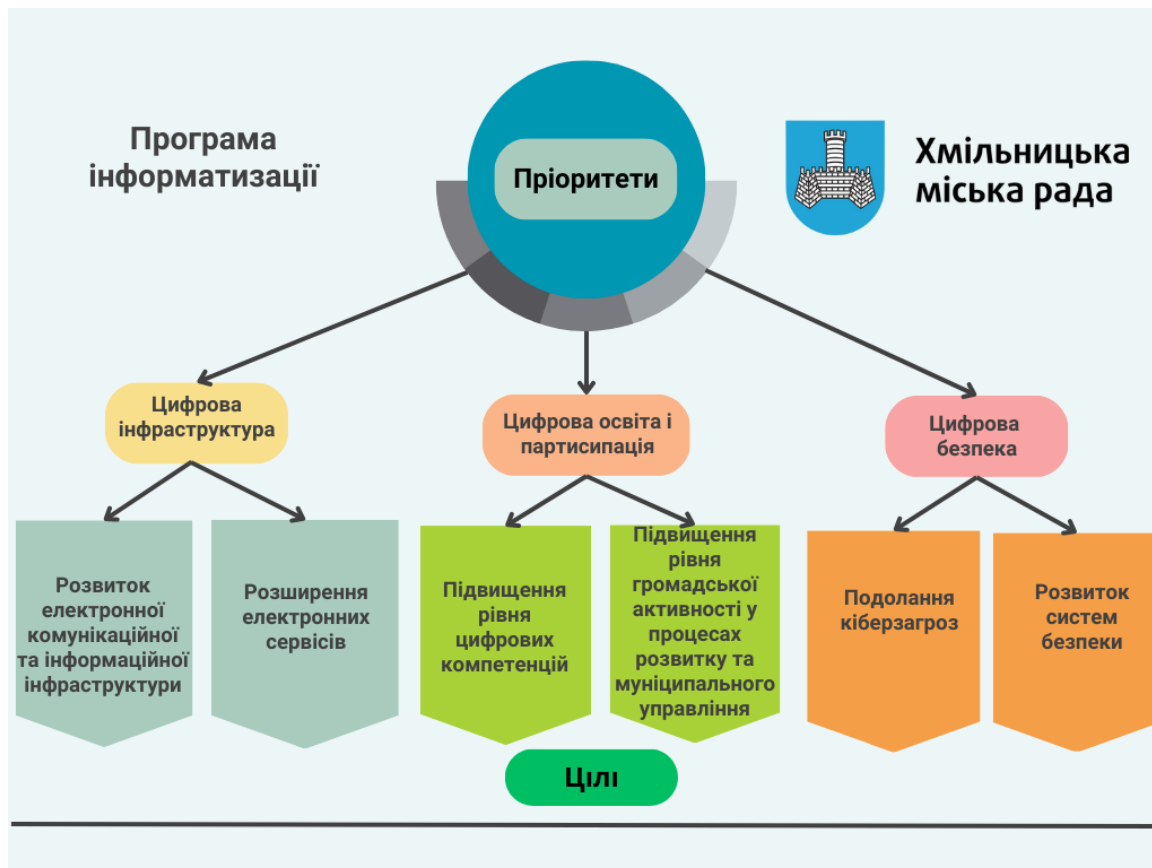 Програма
інформатизації
Пріоритети
Хмільницька
міська рада
Цифрова
інфраструктура
Цифрова освіта і
партисипація
Цифрова
безпека
Розвиток
електронної
комунікаційної
та інформаційної
інфраструктури
Розширення
електронних
сервісів
Підвищення
рівня
цифрових
компетенцій
Підвищення
рівня
громадської
активності у
процесах
розвитку та
муніципального
управління
Подолання
кіберзагроз
Розвиток
систем
безпеки
Цілі